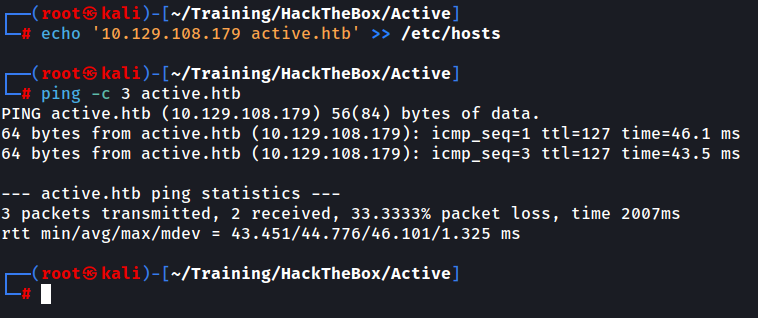 ┌──(root㉿kali)-[~/Training/HackTheBox/Active]
└─# echo '10.129.108.179 active.htb' >> /etc/hosts
┌──(root㉿kali)-[~/Training/HackTheBox/Active]
└─# ping -c 3 active.htb
PING active.htb (10.129.108.179) 56(84) bytes of data.
64 bytes from active.htb (10.129.108.179): icmp_seq=1 ttl=127 time=46.1 ms
64 bytes from active.htb (10.129.108.179): icmp_seq=3 ttl=127 time=43.5 ms
--- active.htb ping statistics ---
3 packets transmitted, 2 received, 33.3333% packet loss, time 2007ms
rtt min/avg/max/mdev = 43.451/44.776/46.101/1.325 ms
┌──(root㉿kali)-[~/Training/HackTheBox/Active]
└─#